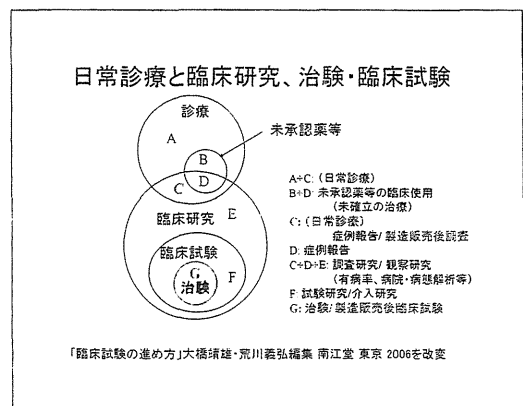 日常診療と臨床研究、治験・臨床試験
診療
未承認薬等
A
B
D
C
E
臨床研究
臨床試験
G
F
治験
A+C: (日常診療)
B+D: 未承認薬等の臨床使用
(未確立の治療)
C: (日常診療)
症例報告/製造販売後調査
D: 症例報告
C+D+E: 調査研究/観察研究
(有病率、病院・病態解析等)
F: 試験研究/介入研究
G: 治験/製造販売後臨床試験
「臨床試験の進め方」大橋靖雄・荒川義弘編集 南江堂 東京 2006を改変